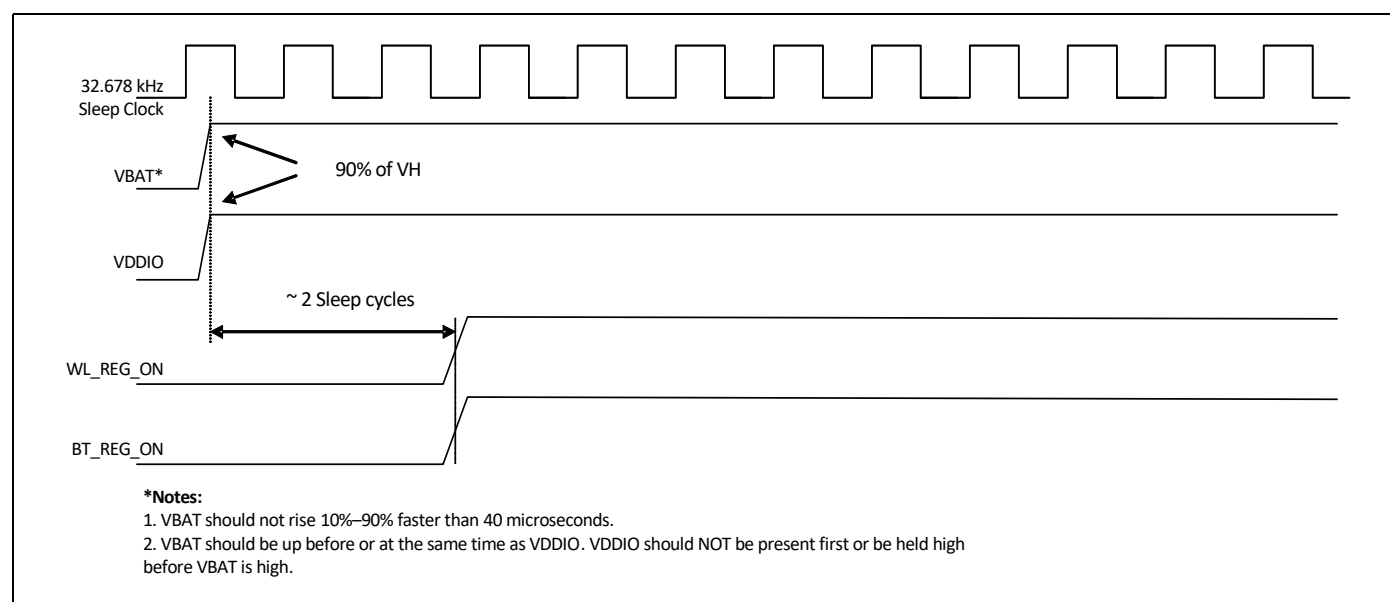 32.678 kHz
Sleep Clock
VBAT*
90% of VH
VDDIO
~ 2 Sleep cycles
WL_REG_ON
BT_REG_ON
*Notes:
1. VBAT should not rise 10%–90% faster than 40 microseconds.
2. VBAT should be up before or at the same time as VDDIO. VDDIO should NOT be present first or be held high
before VBAT is high.